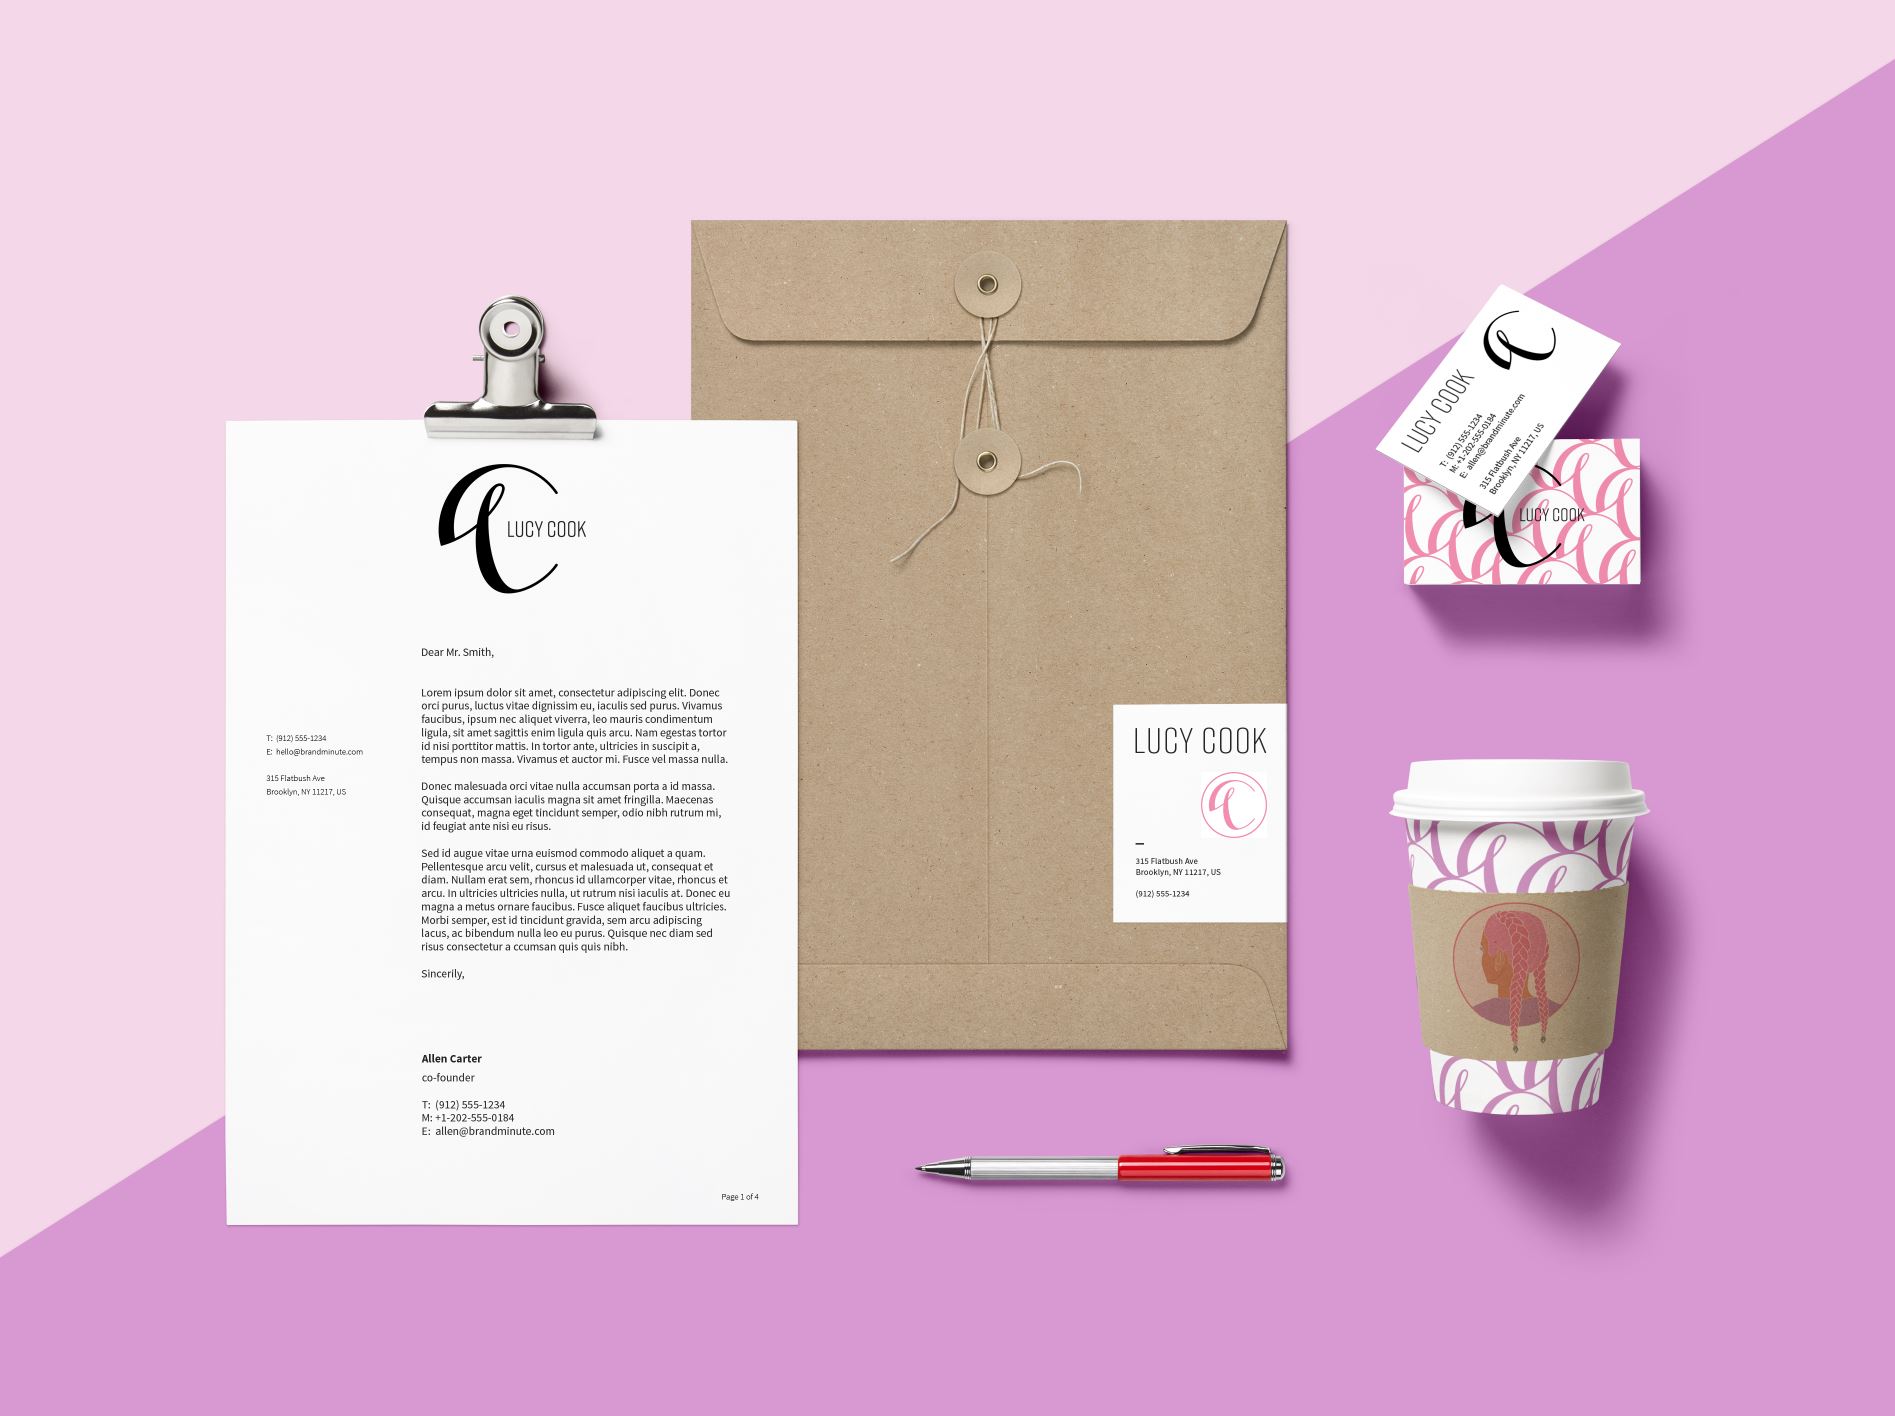 LUCY COOK
Dear Mr. Smith,
Lorem ipsum dolor sit amet, consectetur adipiscing elit. Donec
orci purus, luctus vitae dignissim eu, iaculis sed purus. Vivamus
faucibus, ipsum nec aliquet viverra, leo mauris condimentum
ligula, sit amet sagittis enim ligula quis arcu. Nam egestas tortor
id nisi porttitor mattis. In tortor ante, ultricies in suscipit a,
tempus non massa. Vivamus et auctor mi. Fusce vel massa nulla.
Donec malesuada orci vitae nulla accumsan porta a id massa.
Quisque accumsan iaculis magna sit amet fringilla. Maecenas
consequat, magna eget tincidunt semper, odio nibh rutrum mi,
id feugiat ante nisi eu risus.
Sed id augue vitae urna euismod commodo aliquet a quam.
Pellentesque arcu velit, cursus et malesuada ut, consequat et
diam. Nullam erat sem, rhoncus id ullamcorper vitae, rhoncus et
arcu. In ultricies ultricies nulla, ut rutrum nisi iaculis at. Donec eu
magna a metus ornare faucibus. Fusce aliquet faucibus ultricies.
Morbi semper, est id tincidunt gravida, sem arcu adipiscing
lacus, ac bibendum nulla leo eu purus. Quisque nec diam sed
risus consectetur a ccumsan quis quis nibh.
Sincerily,
Allen Carter
co-founder
T: (912) 555-1234
M: +1-202-555-0184
E: allen@brandminute.com
Page 1 of 4
T: (912) 555-1234
E: hello@brandminute.com
315 Flatbush Ave
Brooklyn, NY 11217, US
LUCY COOK
315 Flatbush Ave
Brooklyn, NY 11217, US
(912) 555-1234
LUCY COOK
T: (912) 555-1234
M: +1-202-555-0184
E: allen@brandminute.com
315 Flatbush Ave
Brooklyn, NY 11217, US
LUCY COOK